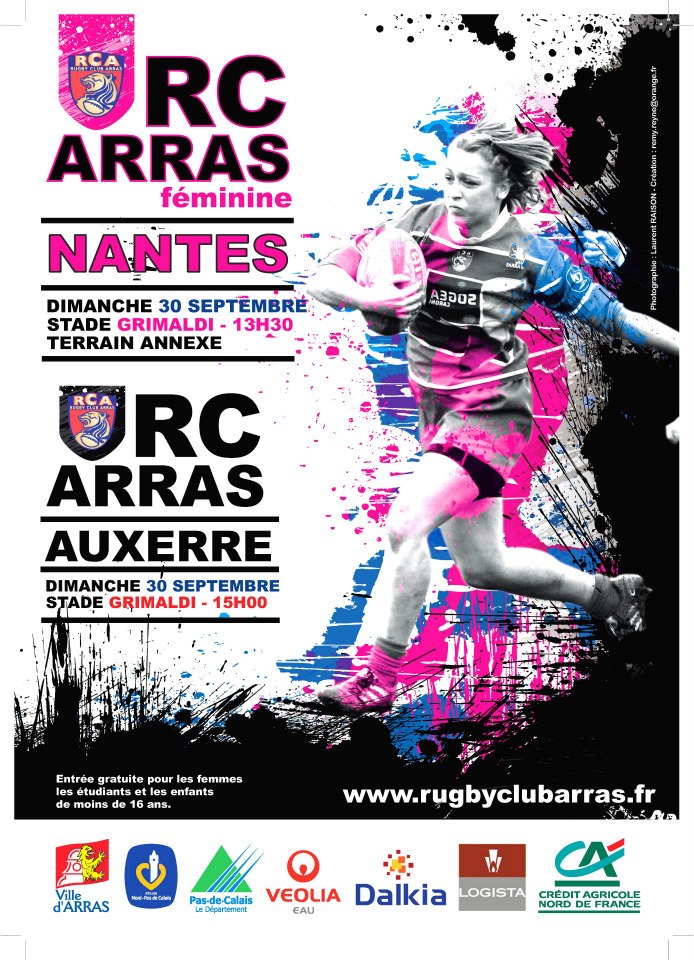 RCA
RUGBY CLUB ARRAS
RC
ARRAS
féminine
NANTES
DIMANCHE 30 SEPTEMBRE
STADE GRIMALDI - 13H30
TERRAIN ANNEXE
RCA
RUGBY CLUB ARRAS
RC
ARRAS
AUXERRE
DIMANCHE 30 SEPTEMBRE
STADE GRIMALDI - 15H00
Photographie : Laurent RAISON - Création : remy.reyne@orange.fr
SOGEA
Entrée gratuite pour les femmes
les étudiants et les enfants
de moins de 16 ans.
www.rugbyclubarras.fr
Ville
d'ARRAS
Région
Nord-Pas de Calais
Pas-de-Calais
Le Département
VEOLIA
EAU
Dalkia
LOGISTA
CA
CRÉDIT AGRICOLE
NORD DE FRANCE